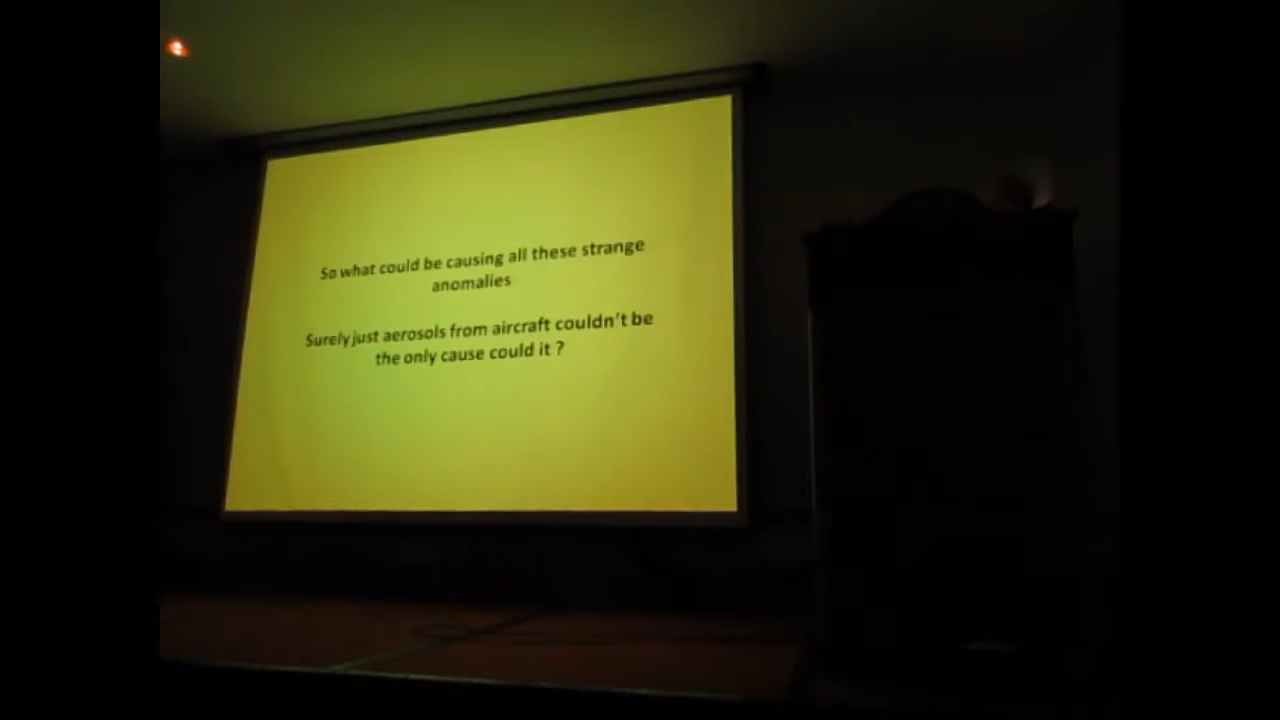 So what could be causing all these strange
anomalies
Surely just aerosols from aircraft couldn't be
the only cause could it ?